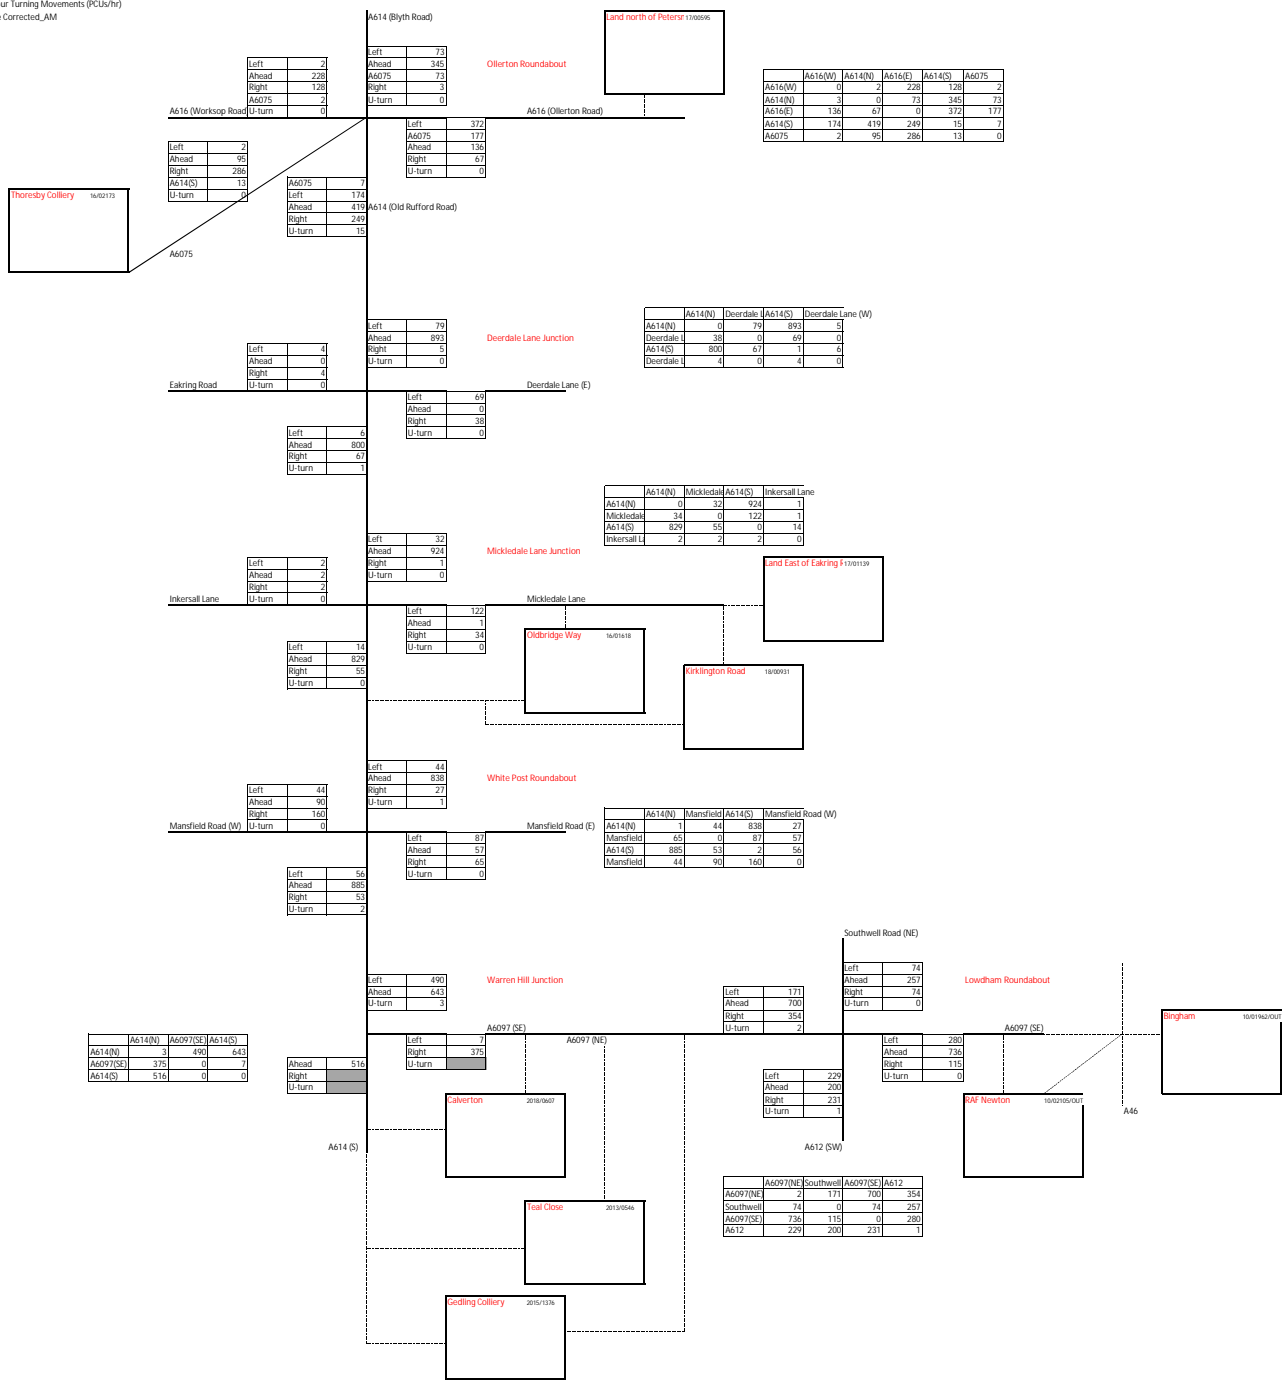 ur Turning Movements (PCUs/hr)
Corrected_AM
A614 (Blyth Road)
Land north of Petersr 17/00595
Left 73
Ahead 345
A6075 73
Right 3
U-turn 0
Ollerton Roundabout
Left 2
Ahead 228
Right 128
A6075 2
U-turn 0
A616 (Worksop Road
A616 (Ollerton Road)
A616(W) A614(N) A616(E) A614(S) A6075
A616(W) 0 2 228 128 2
A614(N) 3 0 73 345 73
A616(E) 136 67 0 372 177
A614(S) 174 419 249 15 7
A6075 2 95 286 13 0
Left 372
A6075 177
Ahead 136
Right 67
U-turn 0
Left 2
Ahead 95
Right 286
A614(S) 13
U-turn 0
Thoresby Colliery 16/02173
A6075 7
Left 174
Ahead 419
Right 249
U-turn 15
A614 (Old Rufford Road)
A6075
A614(N) Deerdale L A614(S) Deerdale Lane (W)
A614(N) 0 79 893 5
Deerdale L 38 0 69 0
A614(S) 800 67 1 6
Deerdale L 4 0 4 0
Left 79
Ahead 893
Right 5
U-turn 0
Deerdale Lane Junction
Left 4
Ahead 0
Right 4
U-turn 0
Eakring Road
Deerdale Lane (E)
Left 69
Ahead 0
Right 38
U-turn 0
Left 6
Ahead 800
Right 67
U-turn 1
A614(N) Mickledale A614(S) Inkersall Lane
A614(N) 0 32 924 1
Mickledale 34 0 122 1
A614(S) 829 55 0 14
Inkersall La 2 2 2 0
Left 32
Ahead 924
Right 1
U-turn 0
Mickledale Lane Junction
Left 2
Ahead 2
Right 2
U-turn 0
Land East of Eakring F 17/01139
Inkersall Lane
Mickledale Lane
Left 122
Ahead 1
Right 34
U-turn 0
Oldbridge Way 16/01618
Left 14
Ahead 829
Right 55
U-turn 0
Kirklington Road 18/00931
Left 44
Ahead 838
Right 27
U-turn 1
White Post Roundabout
Left 44
Ahead 90
Right 160
U-turn 0
Mansfield Road (W)
Mansfield Road (E)
A614(N) Mansfield A614(S) Mansfield Road (W)
A614(N) 1 44 838 27
Mansfield 65 0 87 57
A614(S) 885 53 2 56
Mansfield 44 90 160 0
Left 87
Ahead 57
Right 65
U-turn 0
Left 56
Ahead 885
Right 53
U-turn 2
Southwell Road (NE)
Left 490
Ahead 643
U-turn 3
Warren Hill Junction
Left 74
Ahead 257
Right 74
U-turn 0
Lowdham Roundabout
Left 171
Ahead 700
Right 354
U-turn 2
Bingham 10/01962/OUT
A6097 (SE)
A6097 (NE)
A6097 (SE)
A614(N) A6097(SE) A614(S)
A614(N) 3 490 643
A6097(SE) 375 0 7
A614(S) 516 0 0
Left 7
Right 375
U-turn
Ahead 516
Right
U-turn
Left 280
Ahead 736
Right 115
U-turn 0
Left 229
Ahead 200
Right 231
U-turn 1
Calverton 2018/0607
RAF Newton 10/02105/OUT
A46
A614 (S)
A612 (SW)
A6097(NE) Southwell A6097(SE) A612
A6097(NE) 2 171 700 354
Southwell 74 0 74 257
A6097(SE) 736 115 0 280
A612 229 200 231 1
Teal Close 2013/0546
Gedling Colliery 2015/1376